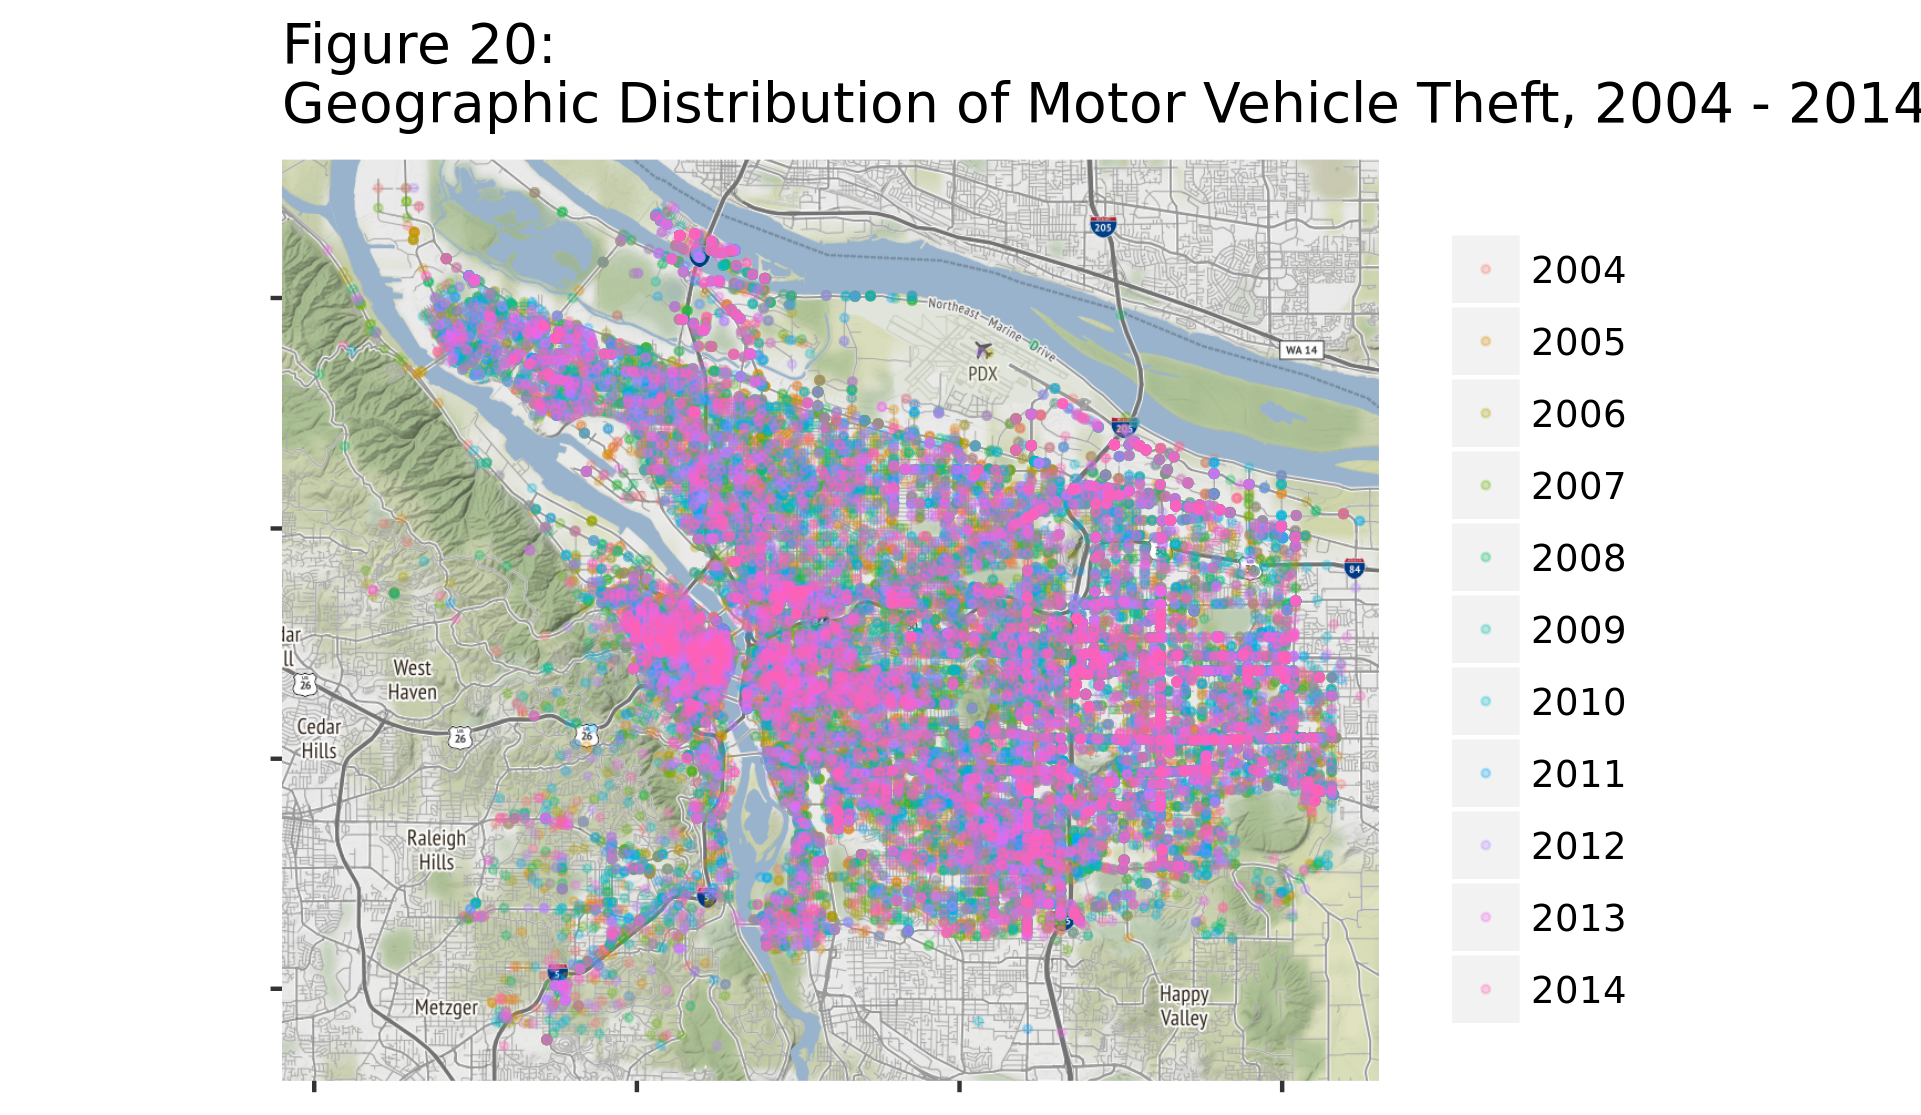 Figure 20:
Geographic Distribution of Motor Vehicle Theft, 2004 - 2014
205
Northeast Marine Drive
WA 14
PDX
205
84
West
Haven
26
Cedar
Hills
26
26
Raleigh
Hills
5
5
Metzger
Happy
Valley
5
2004
2005
2006
2007
2008
2009
2010
2011
2012
2013
2014